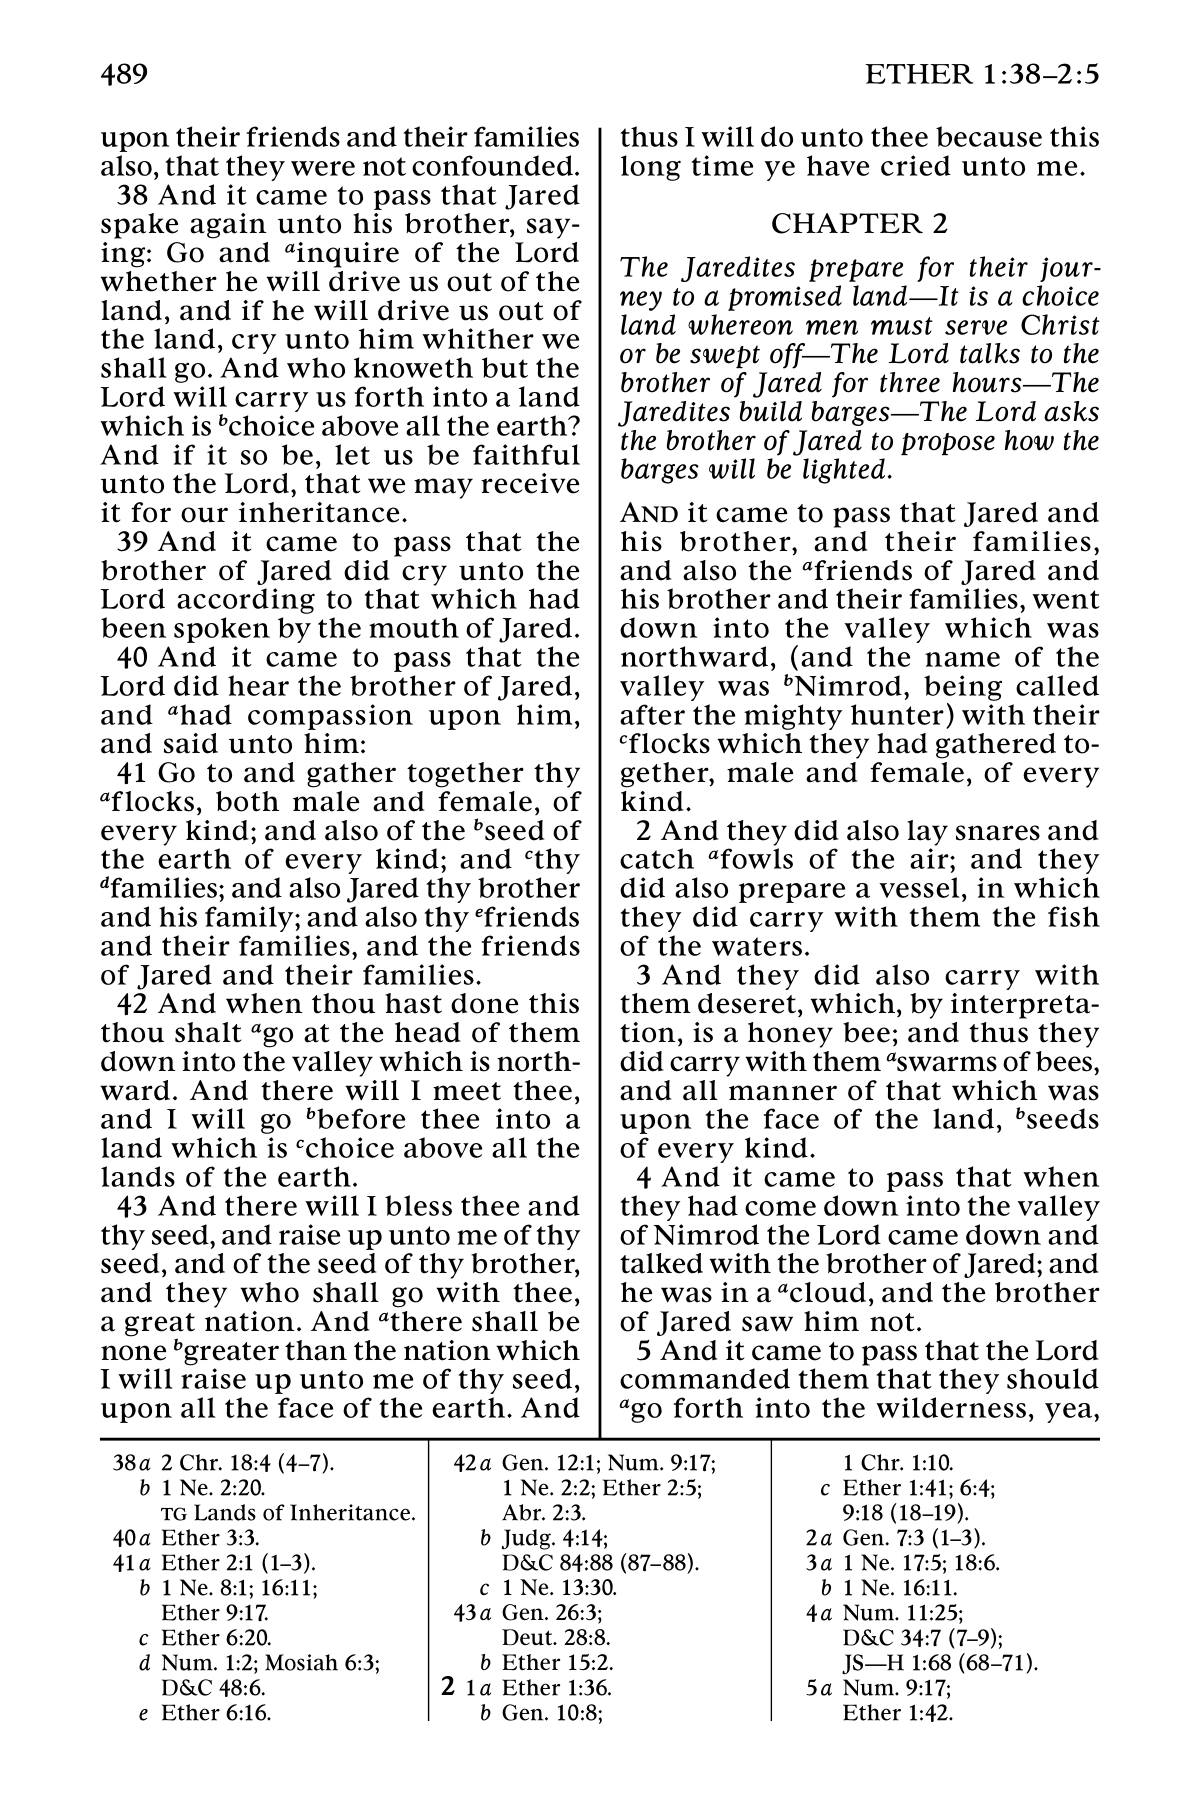 489
ETHER 1:38–2:5
upon their friends and their families
also, that they were not confounded.
38 And it came to pass that Jared
spake again unto his brother, say-
ing: Go and ainquire of the Lord
whether he will drive us out of the
land, and if he will drive us out of
the land, cry unto him whither we
shall go. And who knoweth but the
Lord will carry us forth into a land
which is bchoice above all the earth?
And if it so be, let us be faithful
unto the Lord, that we may receive
it for our inheritance.
39 And it came to pass that the
brother of Jared did cry unto the
Lord according to that which had
been spoken by the mouth of Jared.
40 And it came to pass that the
Lord did hear the brother of Jared,
and ahad compassion upon him,
and said unto him:
41 Go to and gather together thy
aflocks, both male and female, of
every kind; and also of the bseed of
the earth of every kind; and cthy
dfamilies; and also Jared thy brother
and his family; and also thy efriends
and their families, and the friends
of Jared and their families.
42 And when thou hast done this
thou shalt ago at the head of them
down into the valley which is north-
ward. And there will I meet thee,
and I will go bbefore thee into a
land which is cchoice above all the
lands of the earth.
43 And there will I bless thee and
thy seed, and raise up unto me of thy
seed, and of the seed of thy brother,
and they who shall go with thee,
a great nation. And athere shall be
none bgreater than the nation which
I will raise up unto me of thy seed,
upon all the face of the earth. And
thus I will do unto thee because this
long time ye have cried unto me.
CHAPTER 2
The Jaredites prepare for their jour-
ney to a promised land—It is a choice
land whereon men must serve Christ
or be swept off—The Lord talks to the
brother of Jared for three hours—The
Jaredites build barges—The Lord asks
the brother of Jared to propose how the
barges will be lighted.
AND it came to pass that Jared and
his brother, and their families,
and also the afriends of Jared and
his brother and their families, went
down into the valley which was
northward, (and the name of the
valley was bNimrod, being called
after the mighty hunter) with their
cflocks which they had gathered to-
gether, male and female, of every
kind.
2 And they did also lay snares and
catch afowls of the air; and they
did also prepare a vessel, in which
they did carry with them the fish
of the waters.
3 And they did also carry with
them deseret, which, by interpreta-
tion, is a honey bee; and thus they
did carry with them aswarms of bees,
and all manner of that which was
upon the face of the land, bseeds
of every kind.
4 And it came to pass that when
they had come down into the valley
of Nimrod the Lord came down and
talked with the brother of Jared; and
he was in a acloud, and the brother
of Jared saw him not.
5 And it came to pass that the Lord
commanded them that they should
ago forth into the wilderness, yea,
38a 2 Chr. 18:4 (4–7).
b 1 Ne. 2:20.
TG Lands of Inheritance.
40a Ether 3:3.
41a Ether 2:1 (1–3).
b 1 Ne. 8:1; 16:11;
Ether 9:17.
c Ether 6:20.
d Num. 1:2; Mosiah 6:3;
D&C 48:6.
e Ether 6:16.
42a Gen. 12:1; Num. 9:17;
1 Ne. 2:2; Ether 2:5;
Abr. 2:3.
b Judg. 4:14;
D&C 84:88 (87–88).
c 1 Ne. 13:30.
43a Gen. 26:3;
Deut. 28:8.
b Ether 15:2.
2 1a Ether 1:36.
b Gen. 10:8;
1 Chr. 1:10.
c Ether 1:41; 6:4;
9:18 (18–19).
2a Gen. 7:3 (1–3).
3a 1 Ne. 17:5; 18:6.
b 1 Ne. 16:11.
4a Num. 11:25;
D&C 34:7 (7–9);
JS—H 1:68 (68–71).
5a Num. 9:17;
Ether 1:42.